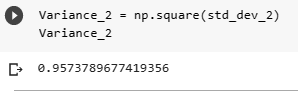 Variance_2 = np.square(std_dev_2)
Variance_2
0.9573789677419356